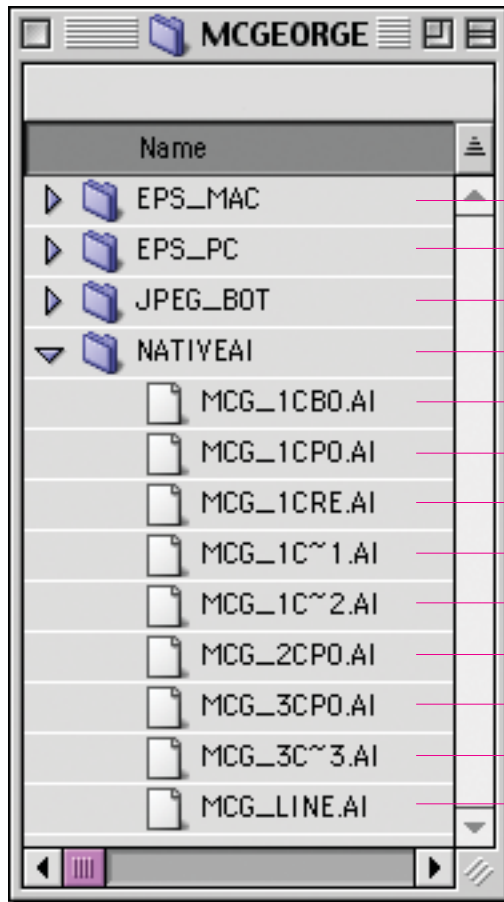 MCGEORGE
Name
EPS_MAC
EPS_PC
JPEG_BOT
NATIVEAI
MCG_1CBO.AI
MCG_1CPO.AI
MCG_1CRE.AI
MCG_1C~1.AI
MCG_1C~2.AI
MCG_2CPO.AI
MCG_3CPO.AI
MCG_3C~3.AI
MCG_LINE.AI